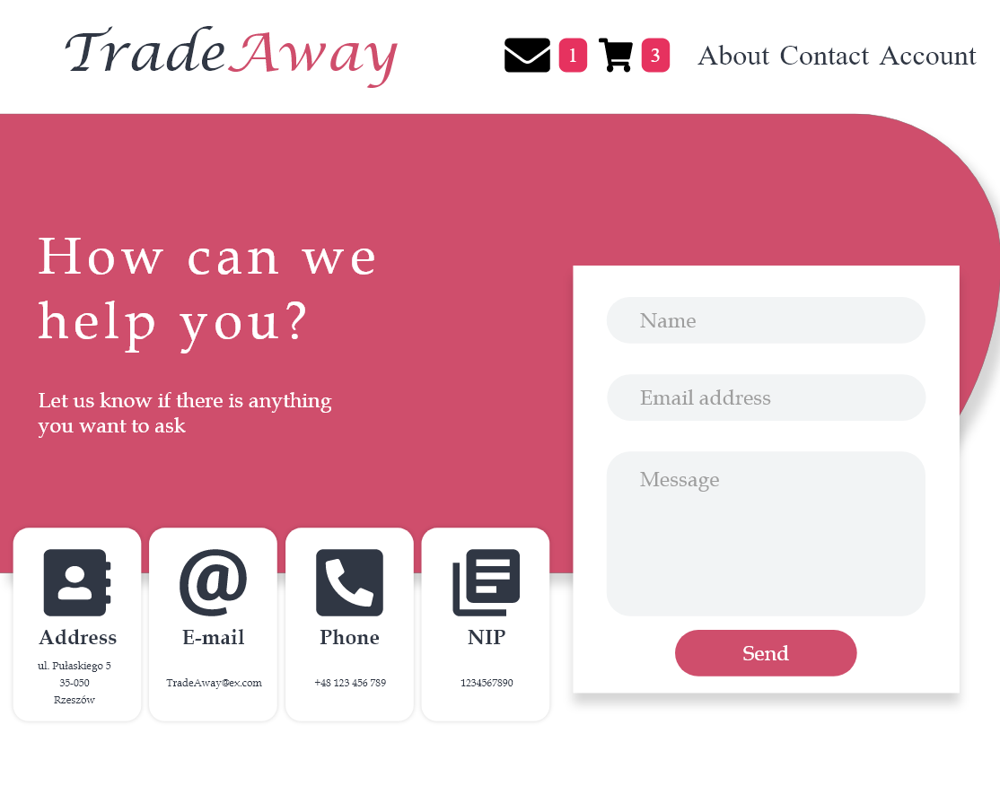 TradeAway
1
3
About Contact Account
How can we
help you?
Let us know if there is anything
you want to ask
Name
Email address
Message
Send
Address
ul. Pułaskiego 5
35-050
Rzeszów
E-mail
TradeAway@ex.com
Phone
+48 123 456 789
NIP
1234567890